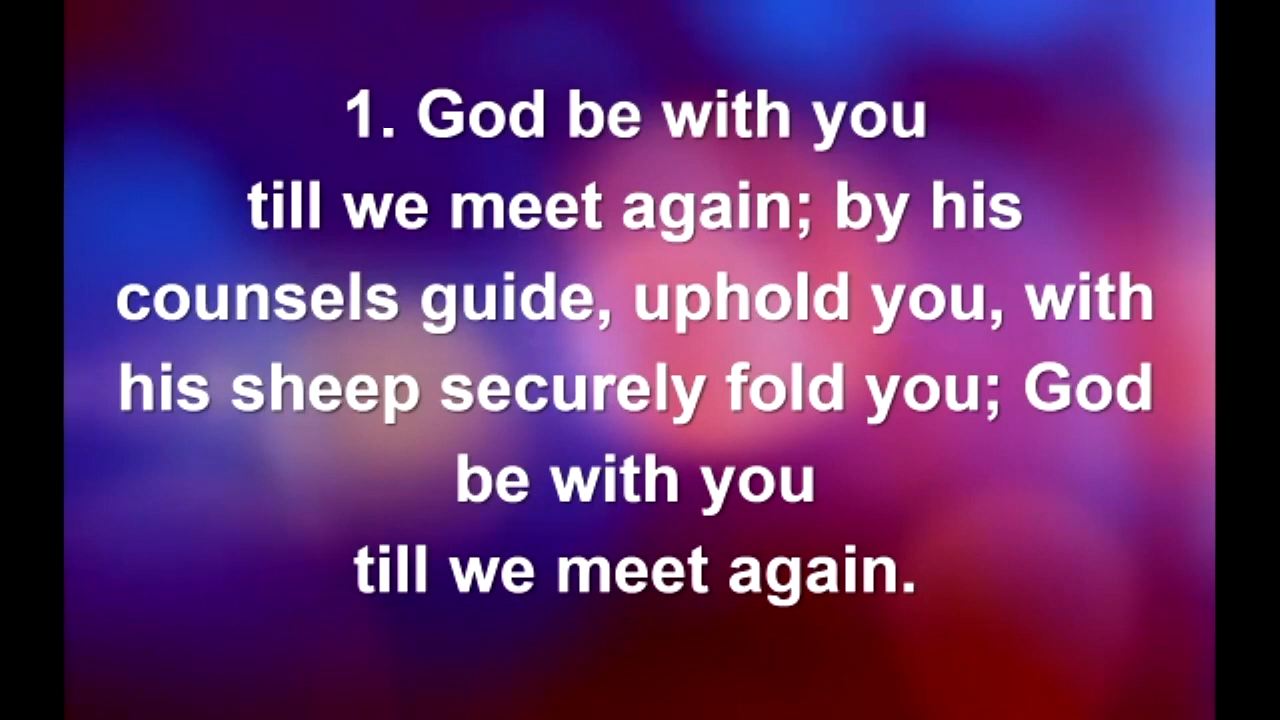 1. God be with you
till we meet again; by his
counsels guide, uphold you, with
his sheep securely fold you; God
be with you
till we meet again.